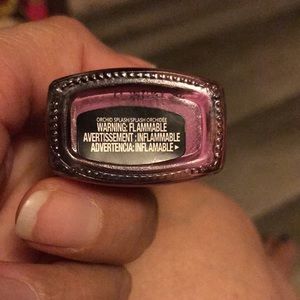 ORCHID SPLASH/SPLASH ORCHIDÉE
WARNING: FLAMMABLE
AVERTISSEMENT : INFLAMMABLE
ADVERTENCIA: INFLAMABLE ►